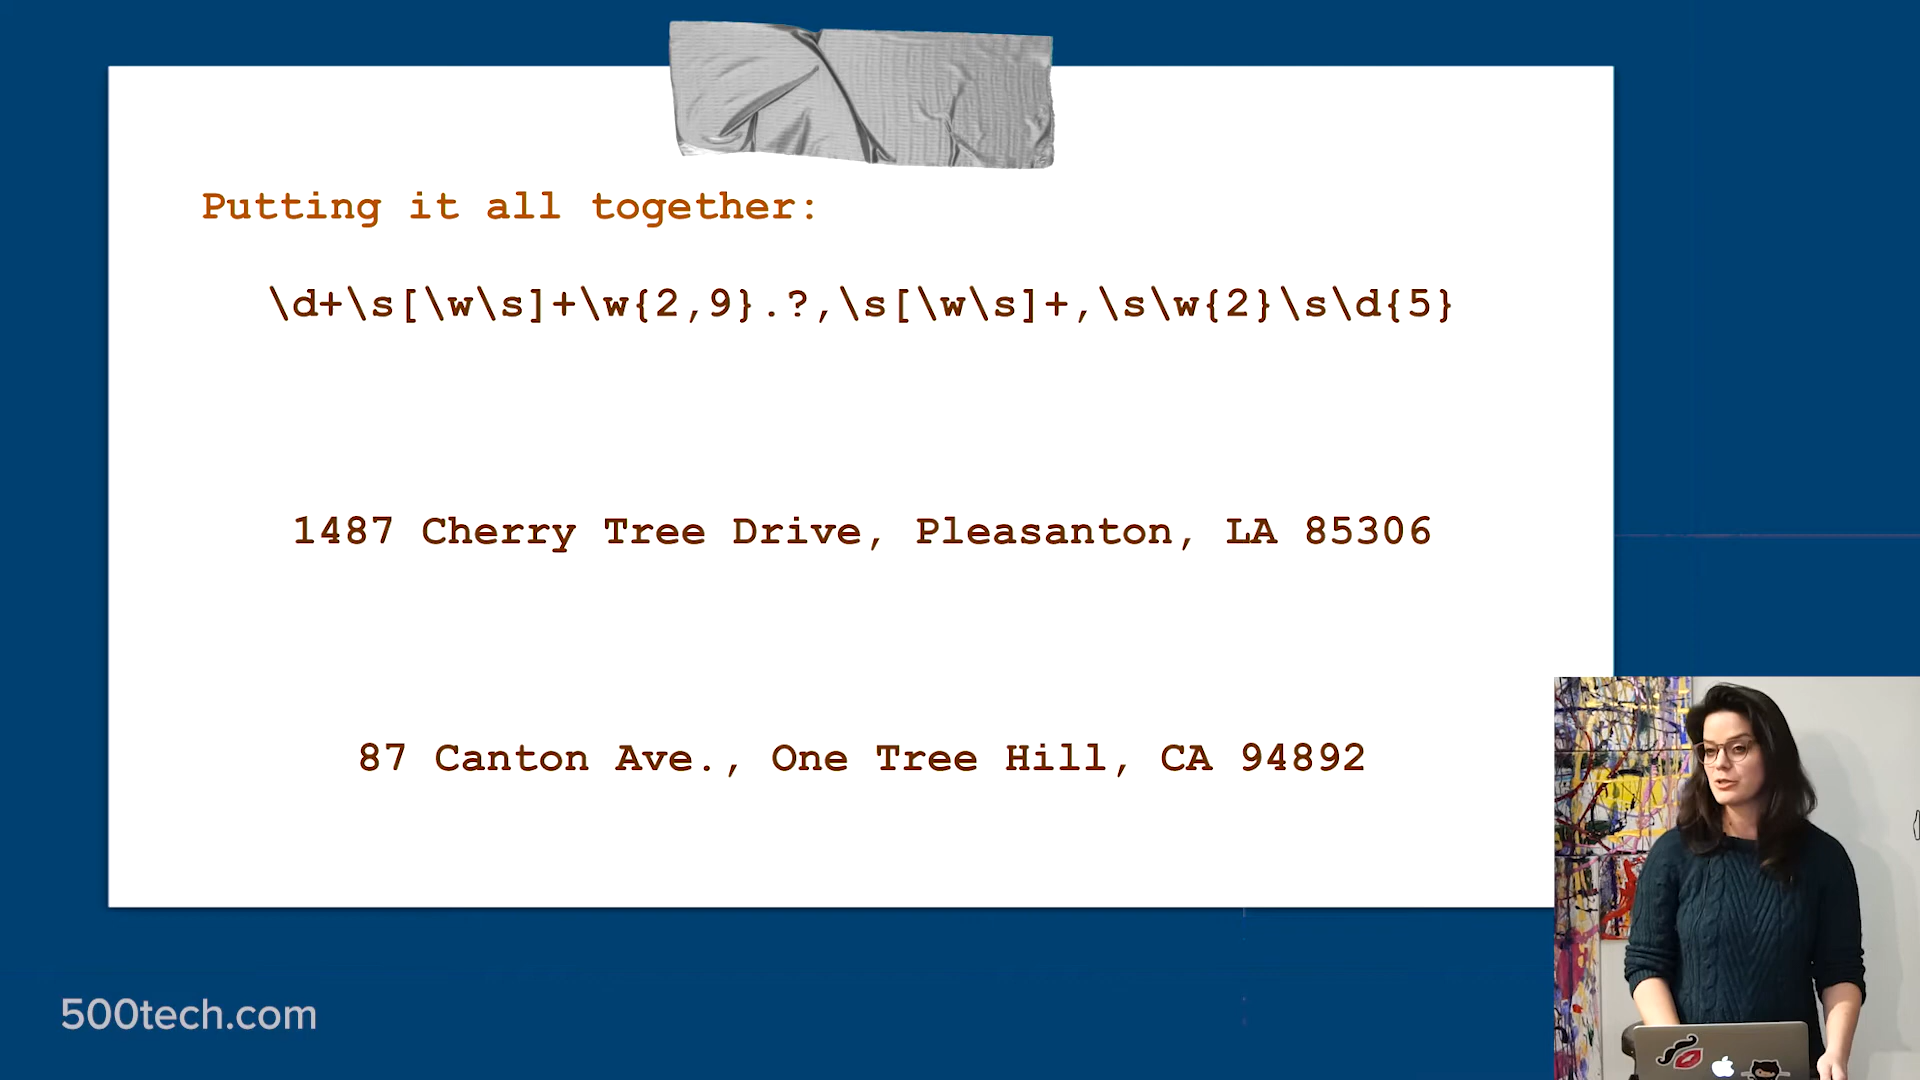 Putting it all together:
\d+\s[\w\s]+\w{2,9}.?,\s[\w\s]+,\s\w{2}\s\d{5}
1487 Cherry Tree Drive, Pleasanton, LA 85306
87 Canton Ave., One Tree Hill, CA 94892
500tech.com